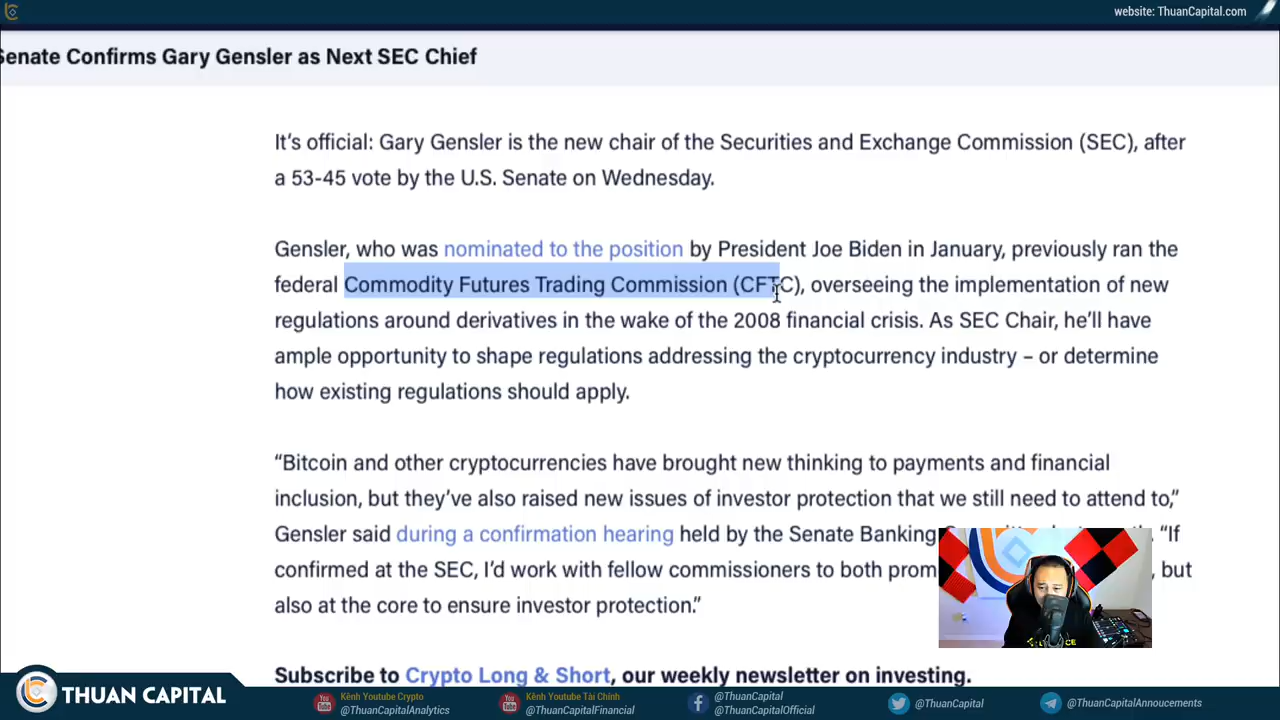 website: ThuanCapital.com
Senate Confirms Gary Gensler as Next SEC Chief
It's official: Gary Gensler is the new chair of the Securities and Exchange Commission (SEC), after
a 53-45 vote by the U.S. Senate on Wednesday.
Gensler, who was nominated to the position by President Joe Biden in January, previously ran the
federal Commodity Futures Trading Commission (CFTC), overseeing the implementation of new
regulations around derivatives in the wake of the 2008 financial crisis. As SEC Chair, he'll have
ample opportunity to shape regulations addressing the cryptocurrency industry – or determine
how existing regulations should apply.
“Bitcoin and other cryptocurrencies have brought new thinking to payments and financial
inclusion, but they've also raised new issues of investor protection that we still need to attend to,”
Gensler said during a confirmation hearing held by the Senate Banking “If
confirmed at the SEC, I'd work with fellow commissioners to both , but
also at the core to ensure investor protection.”
Subscribe to Crypto Long & Short, our weekly newsletter on investing.
THUAN CAPITAL
Kênh Youtube Crypto
@ThuanCapitalAnalytics
Kênh Youtube Tài Chính
@ThuanCapitalFinancial
@ThuanCapital
@ThuanCapitalOfficial
@ThuanCapital
@ThuanCapitalAnnoucements